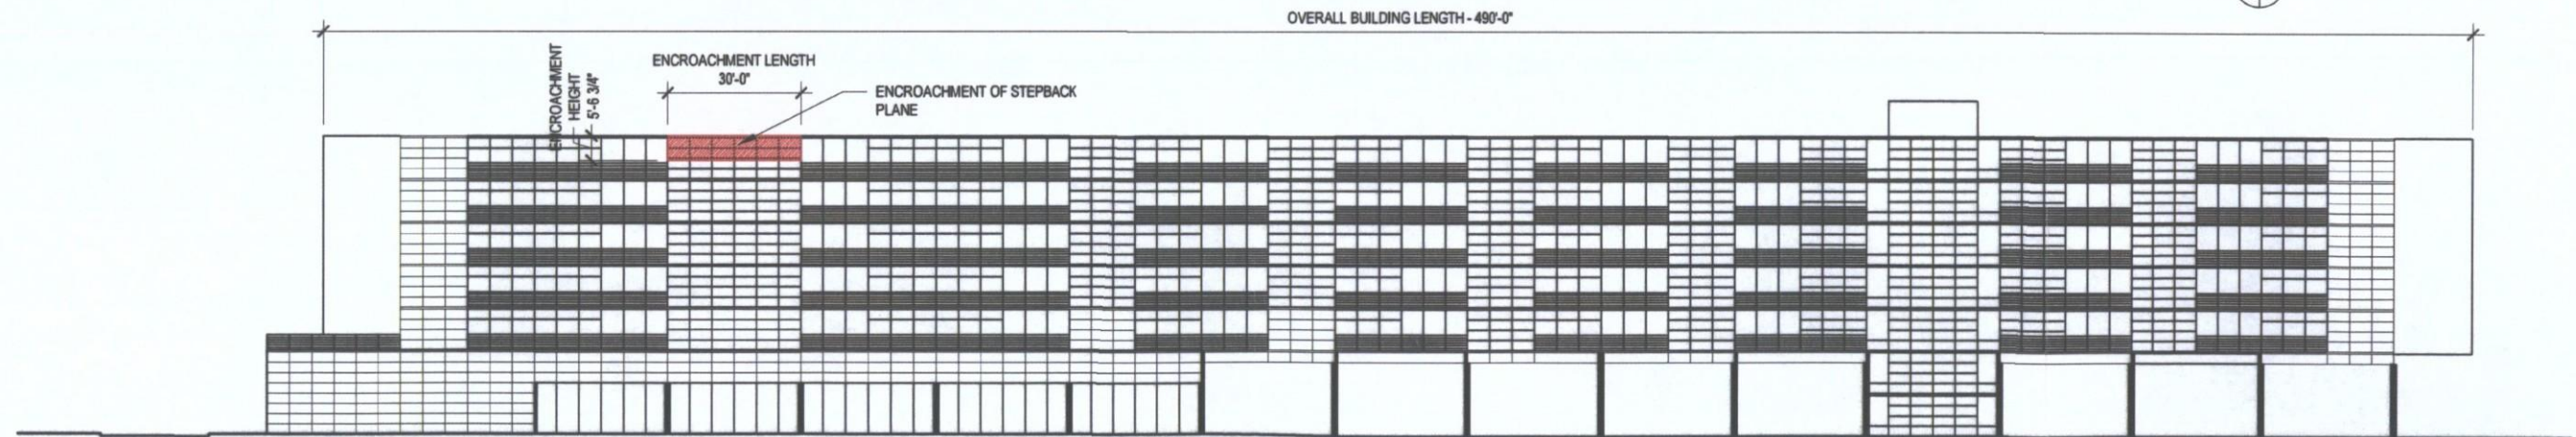 OVERALL BUILDING LENGTH - 490'-0"
ENCROACHMENT
HEIGHT
5'-6 3/4"
ENCROACHMENT LENGTH
30'-0"
ENCROACHMENT OF STEPBACK
PLANE